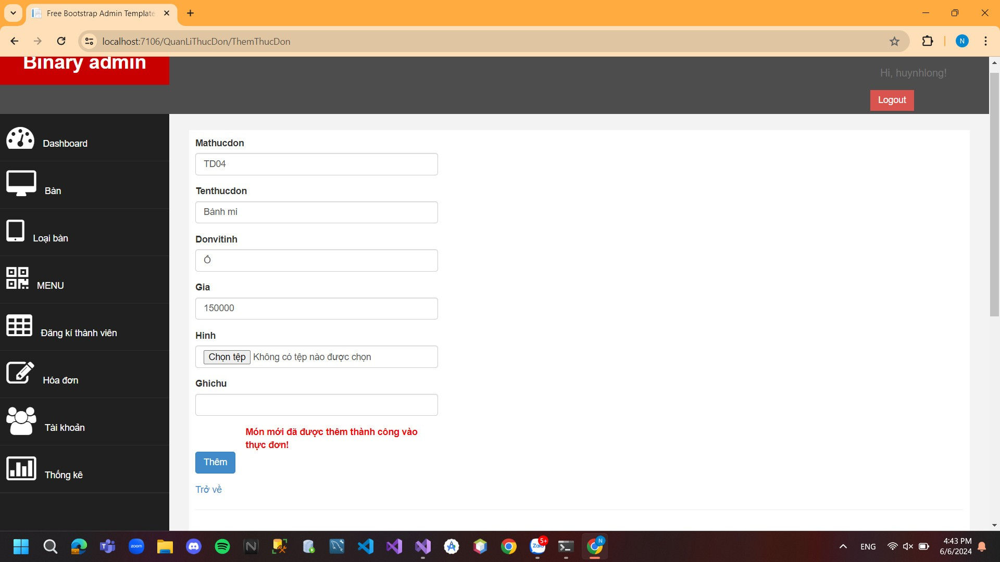 Free Bootstrap Admin Template
localhost:7106/QuanLiThucDon/ThemThucDon
N
Binary admin
Hi, huynhlong!
Logout
Dashboard
Bàn
Loại bàn
MENU
Đăng kí thành viên
Hóa đơn
Tài khoản
Thống kê
Mathucdon
TD04
Tenthucdon
Bánh mỉ
Donvitinh
Ổ
Gia
150000
Hinh
Chọn tệp Không có tệp nào được chọn
Ghichu
Món mới đã được thêm thành công vào
thực đơn!
Thêm
Trở về
zoom
N
Zalo
5+
N
ENG
4:43 PM
6/6/2024